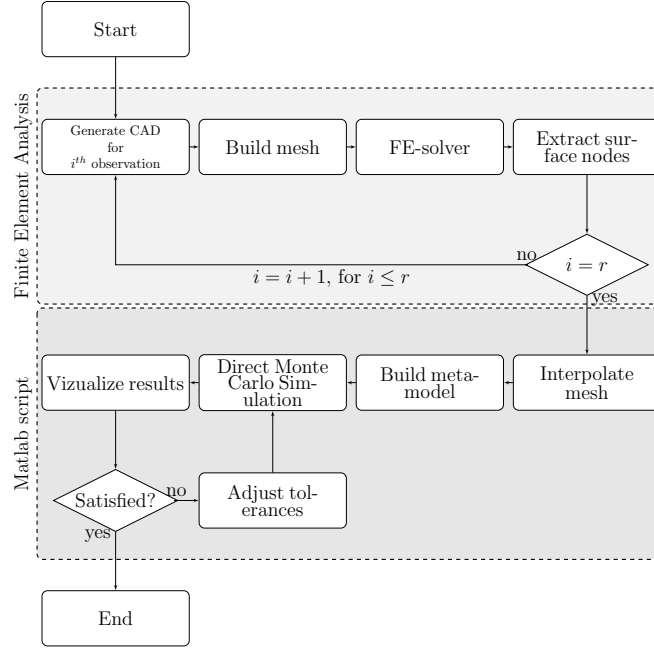 Start
Finite Element Analysis
Generate CAD
for
i^{th} observation
Build mesh
FE-solver
Extract sur-
face nodes
no
i = r
i = i + 1, for i ≤ r
yes
Matlab script
Vizualize results
Direct Monte
Carlo Sim-
ulation
Build meta-
model
Interpolate
mesh
Satisfied?
no
Adjust tol-
erances
yes
End